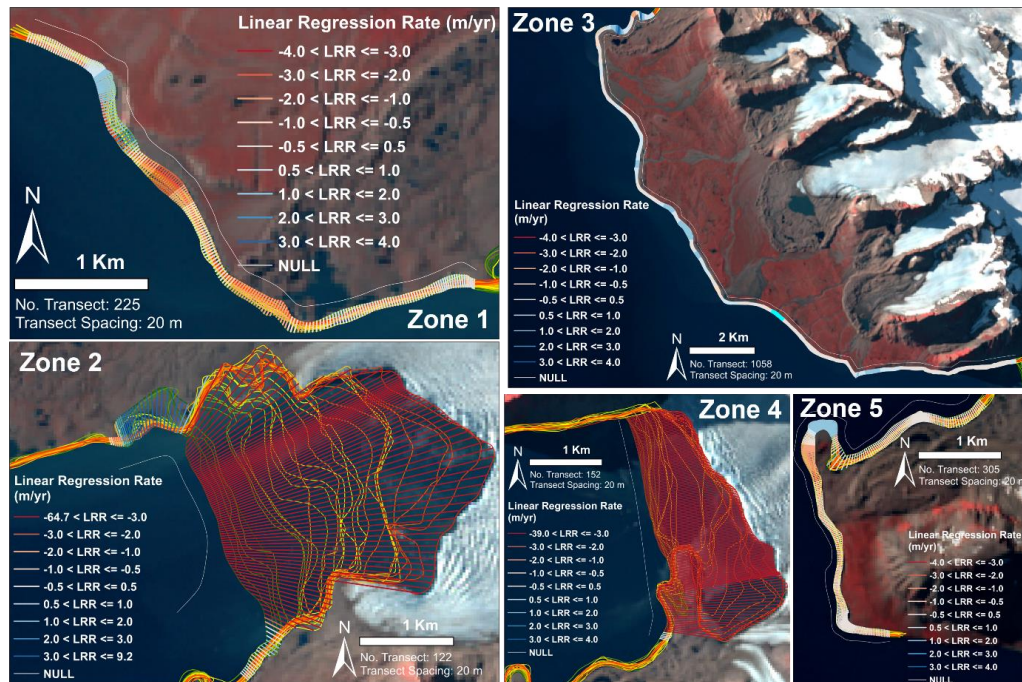 Linear Regression Rate (m/yr)
-4.0 < LRR <= -3.0
-3.0 < LRR <= -2.0
-2.0 < LRR <= -1.0
-1.0 < LRR <= -0.5
-0.5 < LRR <= 0.5
0.5 < LRR <= 1.0
1.0 < LRR <= 2.0
2.0 < LRR <= 3.0
3.0 < LRR <= 4.0
NULL
N
1 Km
No. Transect: 225
Transect Spacing: 20 m
Zone 1
Zone 3
Linear Regression Rate
(m/yr)
-4.0 < LRR <= -3.0
-3.0 < LRR <= -2.0
-2.0 < LRR <= -1.0
-1.0 < LRR <= -0.5
-0.5 < LRR <= 0.5
0.5 < LRR <= 1.0
1.0 < LRR <= 2.0
2.0 < LRR <= 3.0
3.0 < LRR <= 4.0
NULL
N
2 Km
No. Transect: 1058
Transect Spacing: 20 m
Zone 2
Linear Regression Rate
(m/yr)
-64.7 < LRR <= -3.0
-3.0 < LRR <= -2.0
-2.0 < LRR <= -1.0
-1.0 < LRR <= -0.5
-0.5 < LRR <= 0.5
0.5 < LRR <= 1.0
1.0 < LRR <= 2.0
2.0 < LRR <= 3.0
3.0 < LRR <= 9.2
NULL
N
1 Km
No. Transect: 122
Transect Spacing: 20 m
Zone 4
N
1 Km
No. Transect: 152
Transect Spacing: 20 m
Linear Regression Rate
(m/yr)
-39.0 < LRR <= -3.0
-3.0 < LRR <= -2.0
-2.0 < LRR <= -1.0
-1.0 < LRR <= -0.5
-0.5 < LRR <= 0.5
0.5 < LRR <= 1.0
1.0 < LRR <= 2.0
2.0 < LRR <= 3.0
3.0 < LRR <= 4.0
NULL
Zone 5
N
1 Km
No. Transect: 305
Transect Spacing: 20 m
Linear Regression Rate
(m/yr)
-4.0 < LRR <= -3.0
-3.0 < LRR <= -2.0
-2.0 < LRR <= -1.0
-1.0 < LRR <= -0.5
-0.5 < LRR <= 0.5
0.5 < LRR <= 1.0
1.0 < LRR <= 2.0
2.0 < LRR <= 3.0
3.0 < LRR <= 4.0
NULL